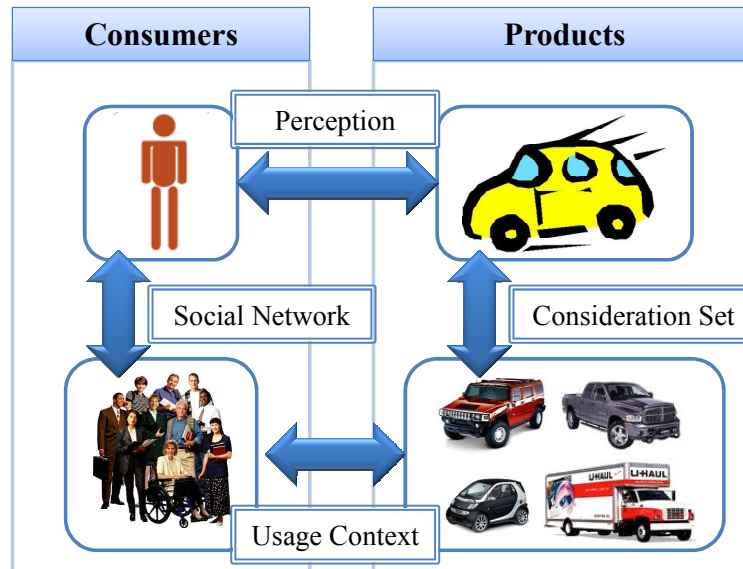 Consumers
Products
Perception
Social Network
Consideration Set
U-HAUL
U-HAUL
Usage Context